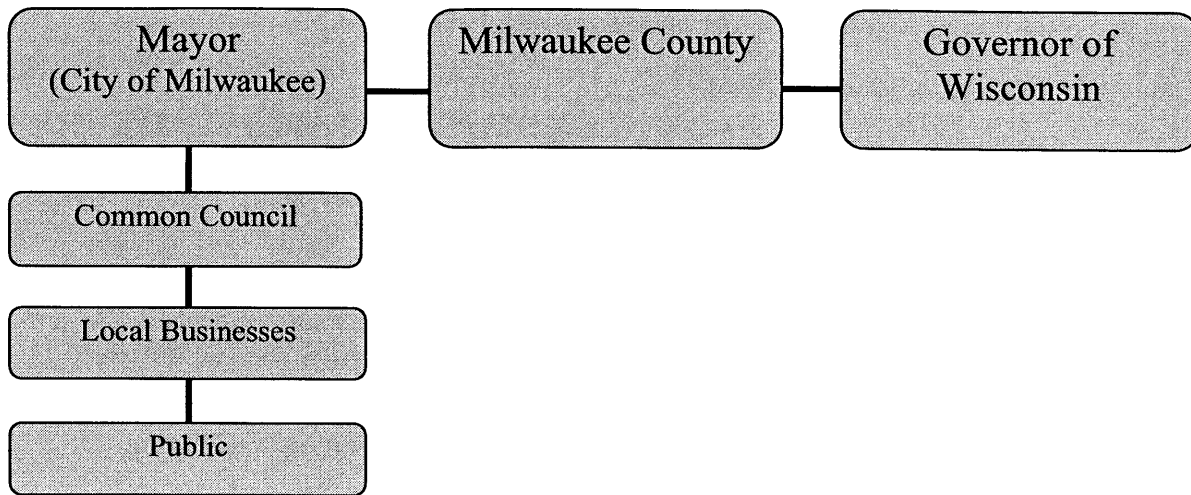 Mayor
(City of Milwaukee)
Milwaukee County
Governor of
Wisconsin
Common Council
Local Businesses
Public